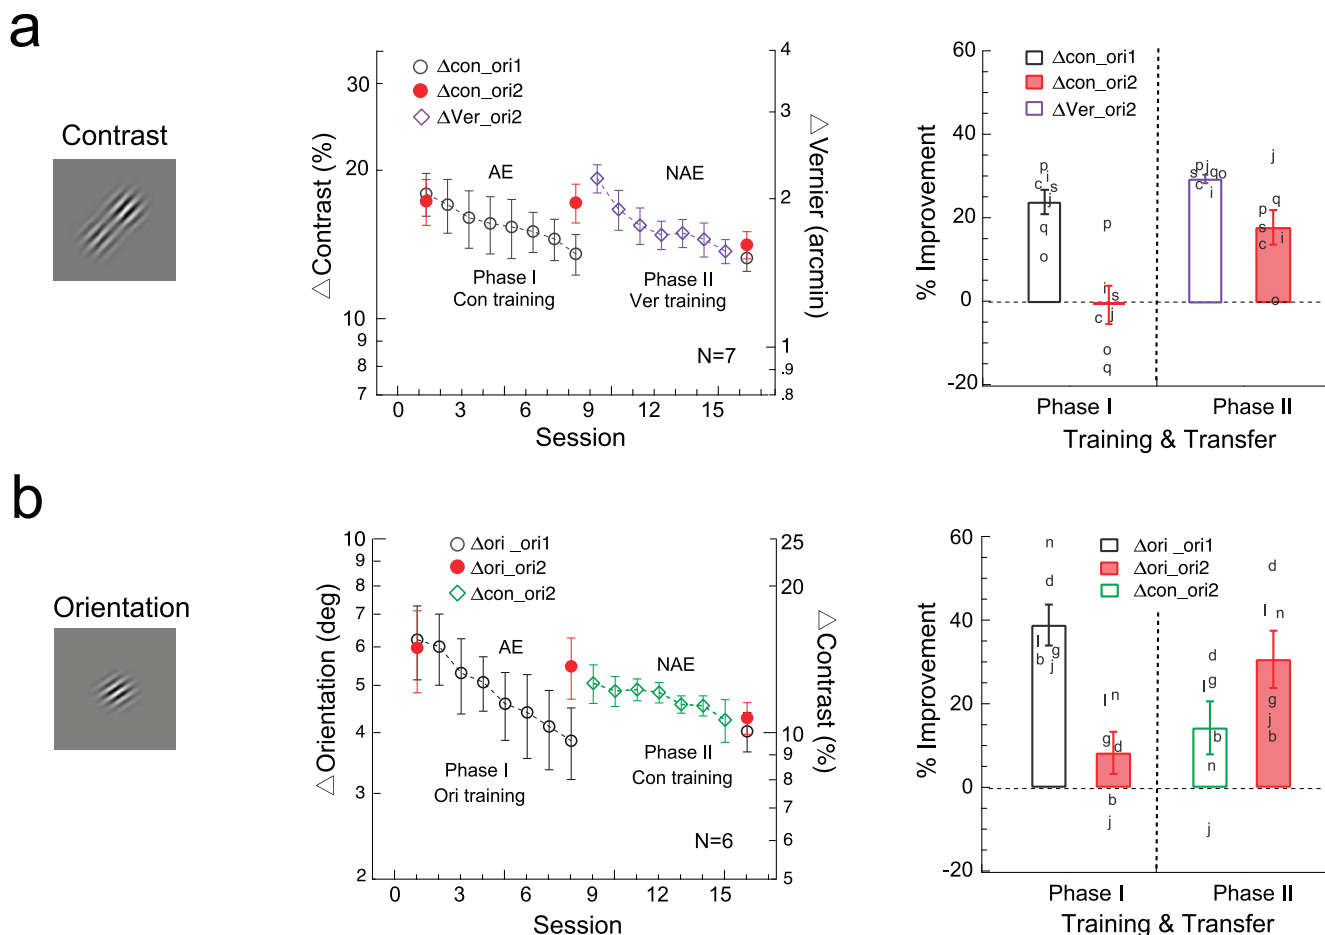 a
Contrast
△Contrast (%)
30
20
10
9
8
7
Δcon_ori1
Δcon_ori2
ΔVer_ori2
AE
NAE
Phase I
Con training
Phase II
Ver training
N=7
0 3 6 9 12 15
Session
4
3
2
1
.9
.8
△Vernier (arcmin)
% Improvement
60
40
20
0
-20
Δcon_ori1
Δcon_ori2
ΔVer_ori2
p
i
c s
j
q
o
p
i
s
c j
o
q
p j
s q o
c i
j
q
p
s
c i
o
Phase I Phase II
Training & Transfer
b
Orientation
△Orientation (deg)
10
9
8
7
6
5
4
3
2
Δori _ori1
Δori_ori2
Δcon_ori2
AE
NAE
Phase I
Ori training
Phase II
Con training
N=6
0 3 6 9 12 15
Session
25
20
10
9
8
7
6
5
△Contrast (%)
% Improvement
60
40
20
0
-20
Δori _ori1
Δori_ori2
Δcon_ori2
n
d
l
g
b
j
l n
g d
b
j
d
l g
b
n
j
d
l n
g
j
b
Phase I Phase II
Training & Transfer